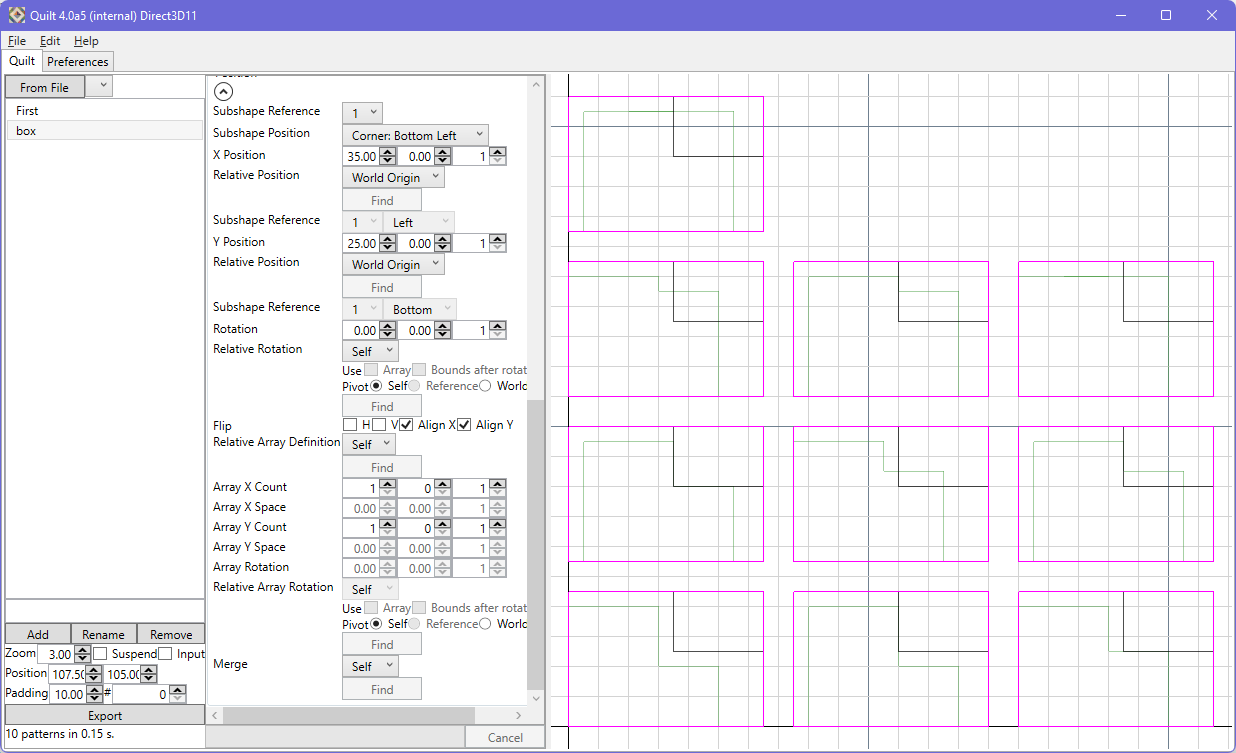 Quilt 4.0a5 (internal) Direct3D11
File Edit Help
Quilt Preferences
From File
First
box
Add Rename Remove
Zoom 3.00 Suspend Input
Position 107.50 105.00
Padding 10.00 # 0
Export
10 patterns in 0.15 s.
Subshape Reference 1
Subshape Position Corner: Bottom Left
X Position 35.00 0.00 1
Relative Position World Origin
Find
Subshape Reference 1 Left
Y Position 25.00 0.00 1
Relative Position World Origin
Find
Subshape Reference 1 Bottom
Rotation 0.00 0.00 1
Relative Rotation Self
Use Array Bounds after rotat
Pivot Self Reference World
Find
Flip H V Align X Align Y
Relative Array Definition Self
Find
Array X Count 1 0 1
Array X Space 0.00 0.00 1
Array Y Count 1 0 1
Array Y Space 0.00 0.00 1
Array Rotation 0.00 0.00 1
Relative Array Rotation Self
Use Array Bounds after rotat
Pivot Self Reference World
Find
Merge Self
Find
Cancel